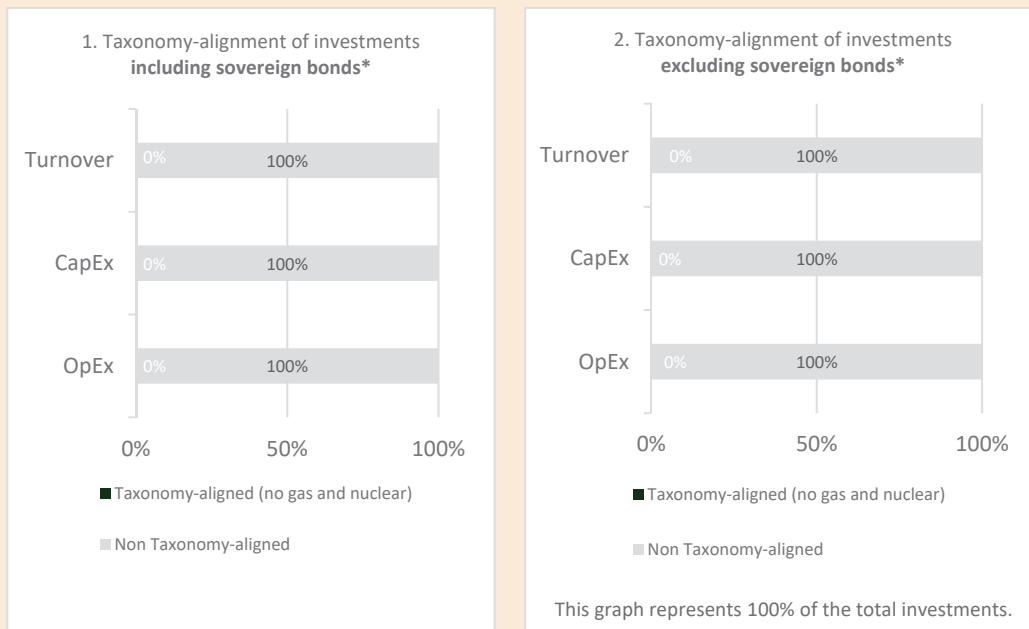 1. Taxonomy-alignment of investments
including sovereign bonds*
Turnover
0%
100%
CapEx
0%
100%
OpEx
0%
100%
0%
50%
100%
Taxonomy-aligned (no gas and nuclear)
Non Taxonomy-aligned
2. Taxonomy-alignment of investments
excluding sovereign bonds*
Turnover
0%
100%
CapEx
0%
100%
OpEx
0%
100%
0%
50%
100%
Taxonomy-aligned (no gas and nuclear)
Non Taxonomy-aligned
This graph represents 100% of the total investments.